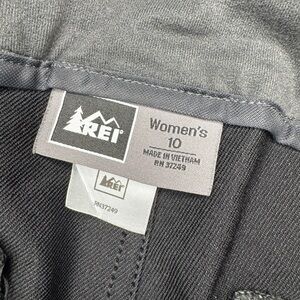 REI
Women's
10
MADE IN VIETNAM
RN 37249
REI
RN37249